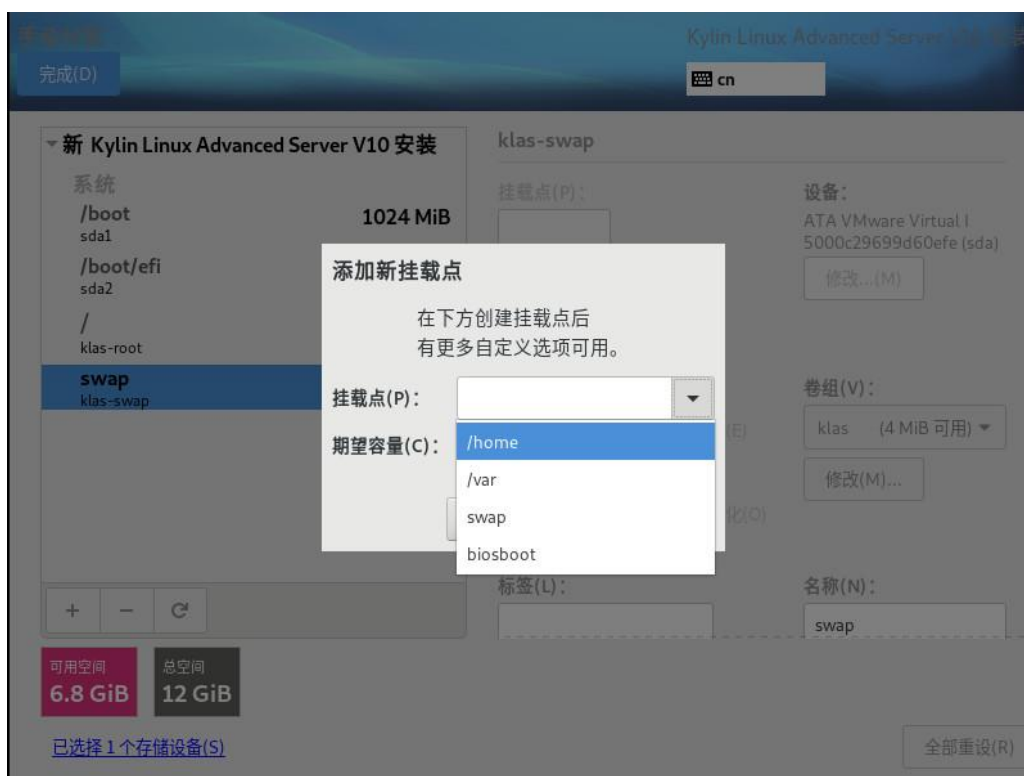 Kylin Linux Advanced Server
完成(D)
cn
新 Kylin Linux Advanced Server V10 安装
系统
/boot
1024 MiB
sda1
/boot/efi
sda2
/
klas-root
swap
klas-swap
klas-swap
挂载点(P)：
设备：
ATA VMware Virtual I
5000c29699d60efe (sda)
修改...(M)
添加新挂载点
在下方创建挂载点后
有更多自定义选项可用。
挂载点(P)：
期望容量(C)：
/home
/var
swap
biosboot
(E)
化(O)
卷组(V)：
klas (4 MiB 可用)
修改(M)...
标签(L)：
名称(N)：
swap
+ −
可用空间
6.8 GiB
总空间
12 GiB
已选择 1 个存储设备(S)
全部重设(R)